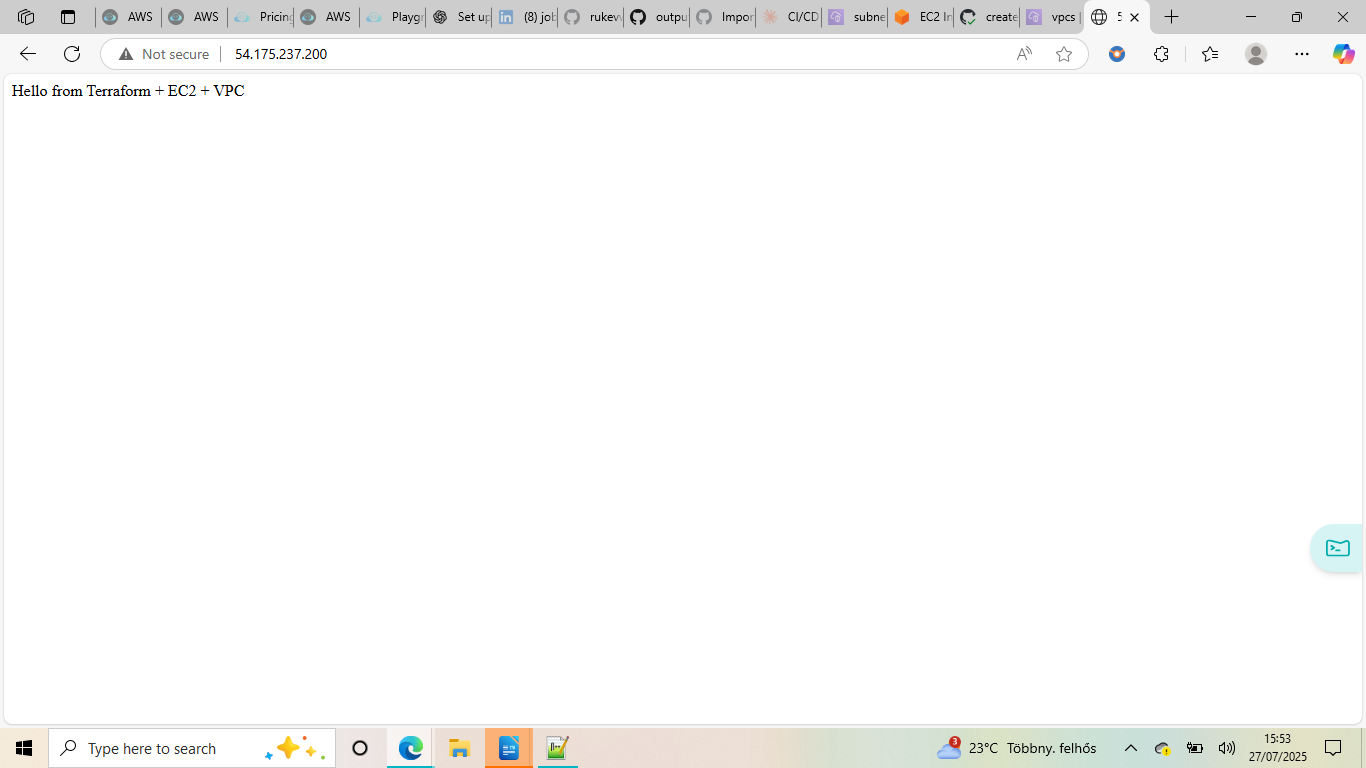 AWS
AWS
Pricing
AWS
Playgr
Set up
(8) job
rukev
outpu
Impor
CI/CD
subne
EC2 In
create
vpcs |
5
Not secure
54.175.237.200
Hello from Terraform + EC2 + VPC
Type here to search
3
23°C Többny. felhős
15:53
27/07/2025